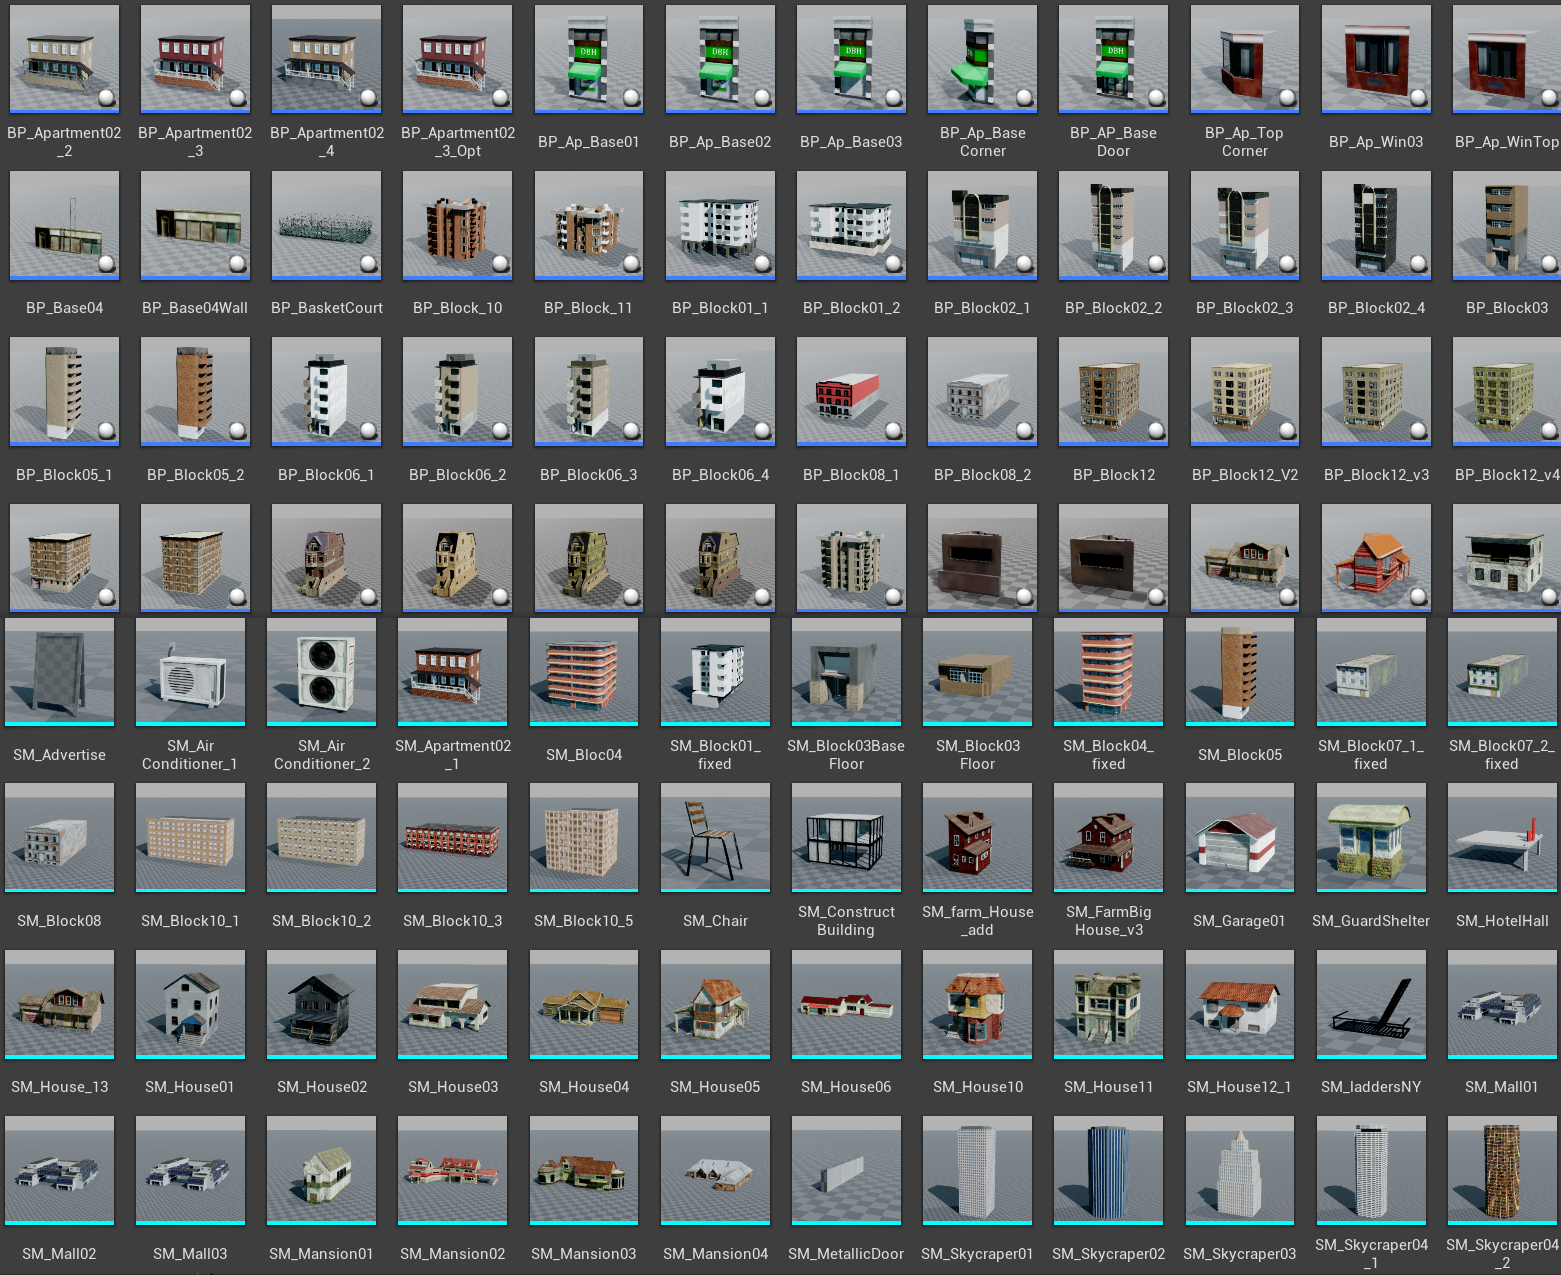 DBH DBH DBH DBH
BP_Apartment02
_2
BP_Apartment02
_3
BP_Apartment02
_4
BP_Apartment02
_3_Opt
BP_Ap_Base01
BP_Ap_Base02
BP_Ap_Base03
BP_Ap_Base
Corner
BP_AP_Base
Door
BP_Ap_Top
Corner
BP_Ap_Win03
BP_Ap_WinTop
BP_Base04
BP_Base04Wall
BP_BasketCourt
BP_Block_10
BP_Block_11
BP_Block01_1
BP_Block01_2
BP_Block02_1
BP_Block02_2
BP_Block02_3
BP_Block02_4
BP_Block03
BP_Block05_1
BP_Block05_2
BP_Block06_1
BP_Block06_2
BP_Block06_3
BP_Block06_4
BP_Block08_1
BP_Block08_2
BP_Block12
BP_Block12_V2
BP_Block12_v3
BP_Block12_v4
SM_Advertise
SM_Air
Conditioner_1
SM_Air
Conditioner_2
SM_Apartment02
_1
SM_Bloc04
SM_Block01_
fixed
SM_Block03Base
Floor
SM_Block03
Floor
SM_Block04_
fixed
SM_Block05
SM_Block07_1_
fixed
SM_Block07_2_
fixed
SM_Block08
SM_Block10_1
SM_Block10_2
SM_Block10_3
SM_Block10_5
SM_Chair
SM_Construct
Building
SM_farm_House
_add
SM_FarmBig
House_v3
SM_Garage01
SM_GuardShelter
SM_HotelHall
SM_House_13
SM_House01
SM_House02
SM_House03
SM_House04
SM_House05
SM_House06
SM_House10
SM_House11
SM_House12_1
SM_laddersNY
SM_Mall01
SM_Mall02
SM_Mall03
SM_Mansion01
SM_Mansion02
SM_Mansion03
SM_Mansion04
SM_MetallicDoor
SM_Skycraper01
SM_Skycraper02
SM_Skycraper03
SM_Skycraper04
_1
SM_Skycraper04
_2